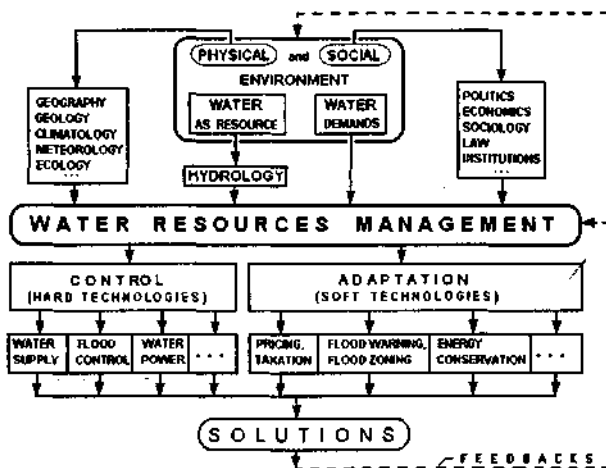 PHYSICAL and SOCIAL
ENVIRONMENT
WATER
AS RESOURCE
WATER
DEMANDS
GEOGRAPHY
GEOLOGY
CLIMATOLOGY
METEOROLOGY
ECOLOGY
...
POLITICS
ECONOMICS
SOCIOLOGY
LAW
INSTITUTIONS
...
HYDROLOGY
WATER RESOURCES MANAGEMENT
CONTROL
(HARD TECHNOLOGIES)
ADAPTATION
(SOFT TECHNOLOGIES)
WATER
SUPPLY
FLOOD
CONTROL
WATER
POWER
...
PRICING,
TAXATION
FLOOD WARNING,
FLOOD ZONING
ENERGY
CONSERVATION
...
SOLUTIONS
FEEDBACKS